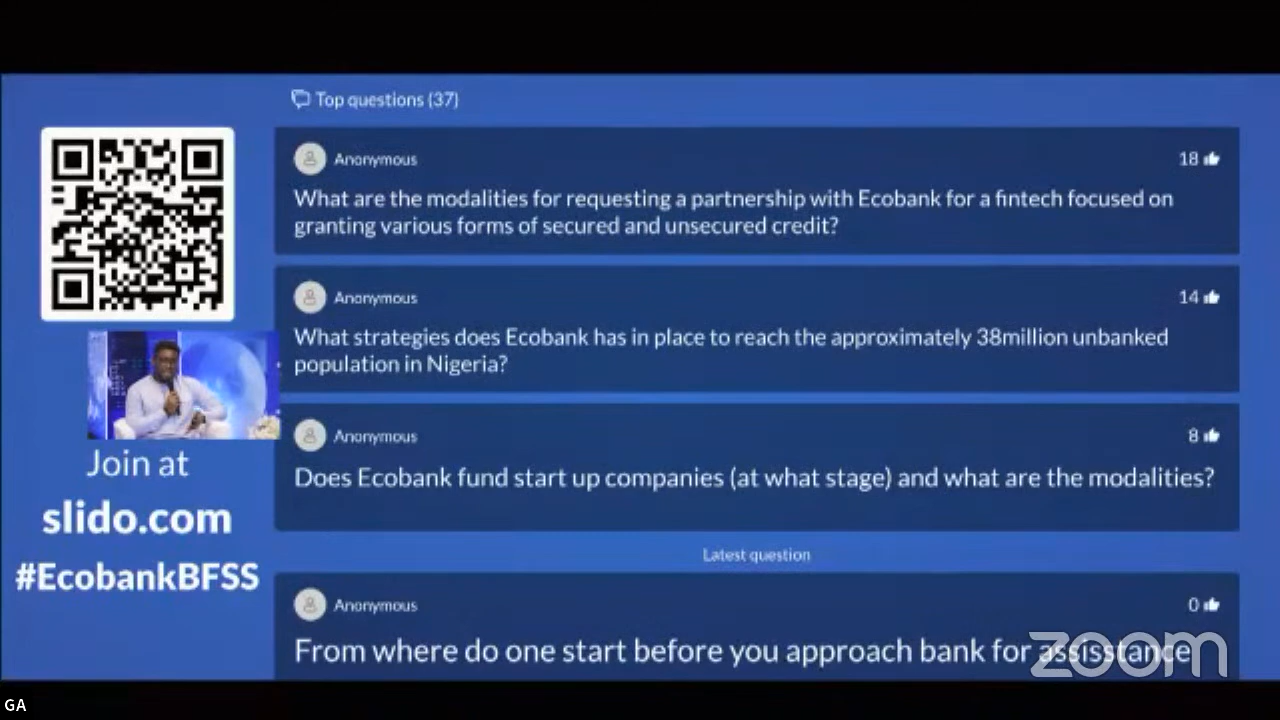 Top questions (37)
Anonymous
18
What are the modalities for requesting a partnership with Ecobank for a fintech focused on
granting various forms of secured and unsecured credit?
Anonymous
14
What strategies does Ecobank has in place to reach the approximately 38million unbanked
population in Nigeria?
Anonymous
8
Does Ecobank fund start up companies (at what stage) and what are the modalities?
Latest question
Anonymous
0
From where do one start before you approach bank for assisstance
Join at
slido.com
#EcobankBFSS
zoom
GA